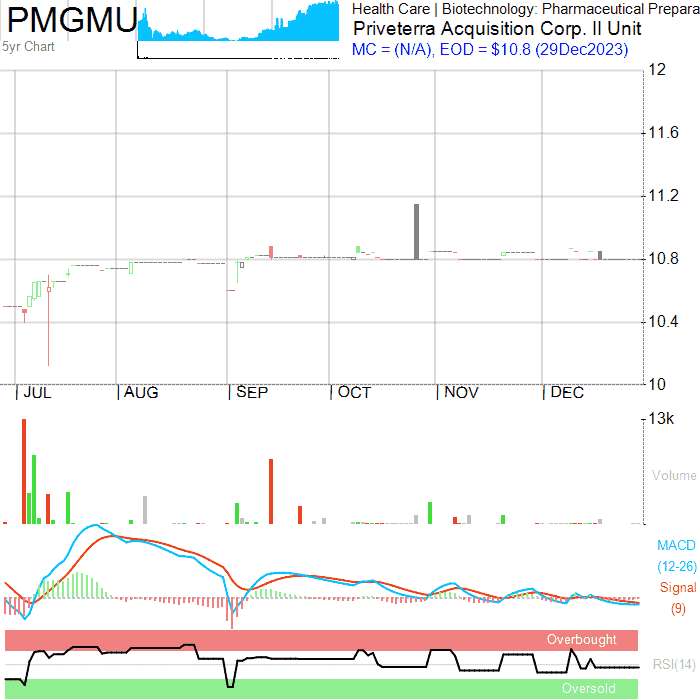 PMGMU
5yr Chart
Health Care | Biotechnology: Pharmaceutical Prepara
Priveterra Acquisition Corp. II Unit
MC = (N/A), EOD = $10.8 (29Dec2023)
12
11.6
11.2
10.8
10.4
10
JUL AUG SEP OCT NOV DEC
13k
Volume
MACD
(12-26)
Signal
(9)
Overbought
RSI(14)
Oversold